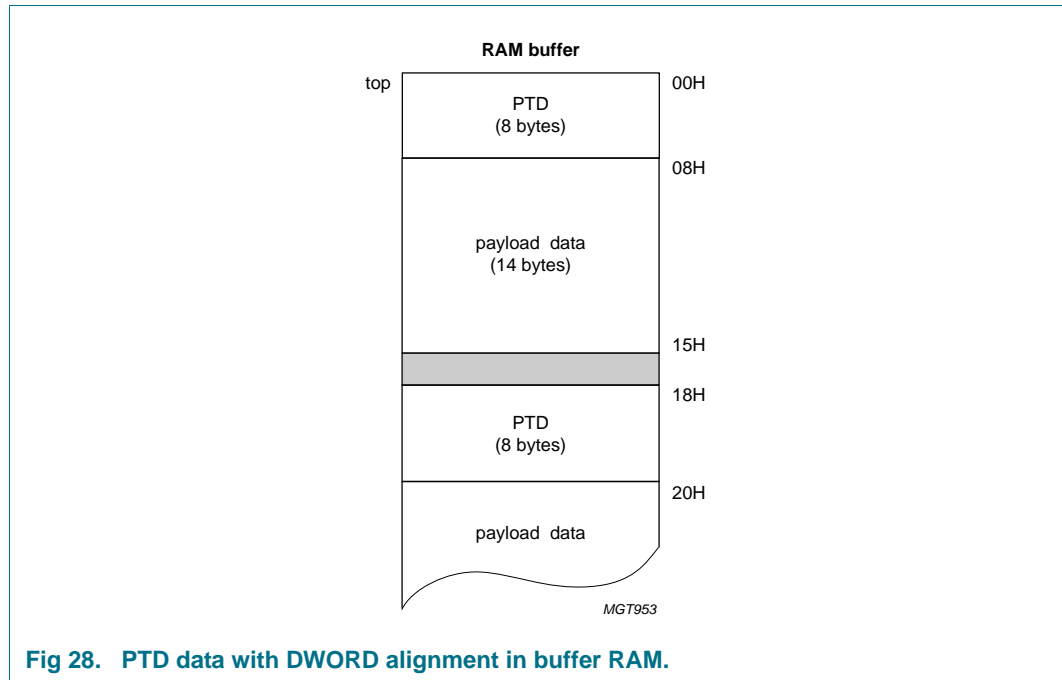 RAM buffer
top
00H
PTD
(8 bytes)
08H
payload data
(14 bytes)
15H
18H
PTD
(8 bytes)
20H
payload data
MGT953
Fig 28. PTD data with DWORD alignment in buffer RAM.